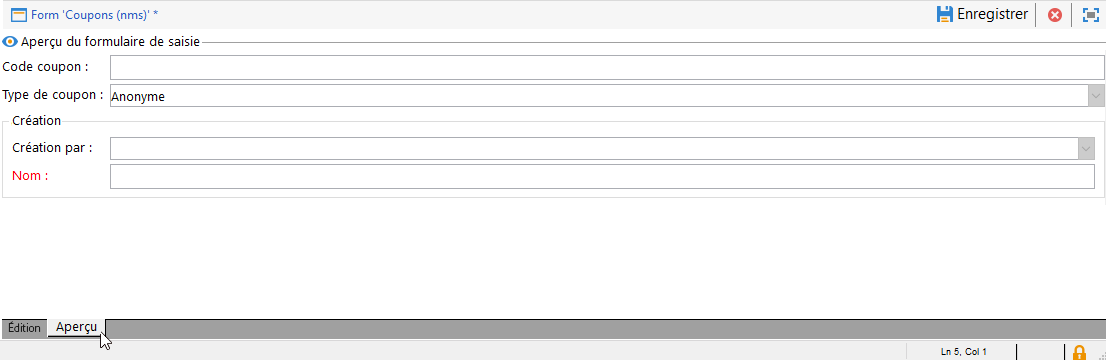 Form 'Coupons (nms)' *
Enregistrer
Aperçu du formulaire de saisie
Code coupon :
Type de coupon : Anonyme
Création
Création par :
Nom :
Édition Aperçu
Ln 5, Col 1